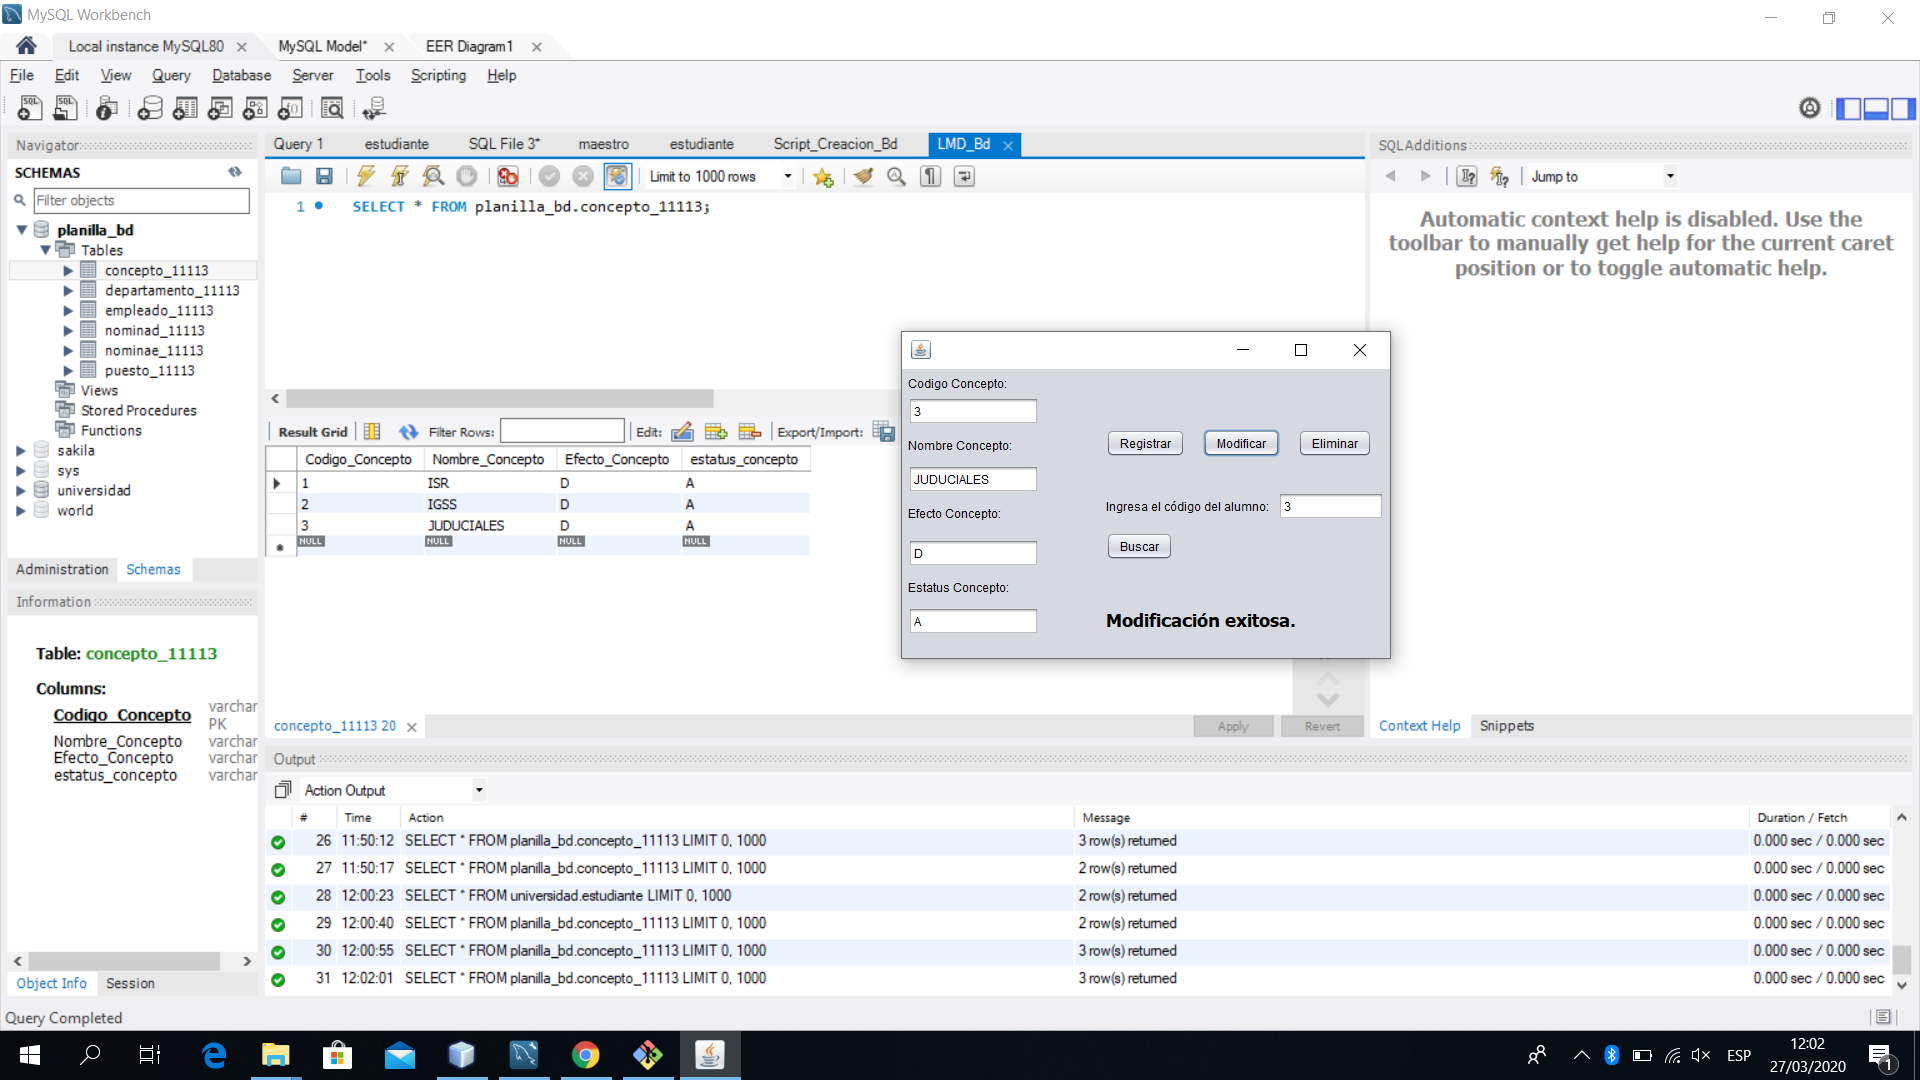 MySQL Workbench
Local instance MySQL80
MySQL Model*
EER Diagram1
File Edit View Query Database Server Tools Scripting Help
Navigator
SCHEMAS
Filter objects
planilla_bd
Tables
concepto_11113
departamento_11113
empleado_11113
nominad_11113
nominae_11113
puesto_11113
Views
Stored Procedures
Functions
sakila
sys
universidad
world
Administration Schemas
Information
Table: concepto_11113
Columns:
Codigo_Concepto varchar PK
Nombre_Concepto varchar
Efecto_Concepto varchar
estatus_concepto varchar
Object Info Session
Query Completed
Query 1 estudiante SQL File 3* maestro estudiante Script_Creacion_Bd LMD_Bd
Limit to 1000 rows
1 SELECT * FROM planilla_bd.concepto_11113;
Result Grid Filter Rows: Edit: Export/Import:
Codigo_Concepto Nombre_Concepto Efecto_Concepto estatus_concepto
1 ISR D A
2 IGSS D A
3 JUDUCIALES D A
NULL NULL NULL NULL
concepto_11113 20
Apply Revert
SQLAdditions
Jump to
Automatic context help is disabled. Use the
toolbar to manually get help for the current caret
position or to toggle automatic help.
Context Help Snippets
Codigo Concepto:
3
Nombre Concepto:
JUDUCIALES
Efecto Concepto:
D
Estatus Concepto:
A
Registrar Modificar Eliminar
Ingresa el código del alumno: 3
Buscar
Modificación exitosa.
Output
Action Output
# Time Action Message Duration / Fetch
26 11:50:12 SELECT * FROM planilla_bd.concepto_11113 LIMIT 0, 1000 3 row(s) returned 0.000 sec / 0.000 sec
27 11:50:17 SELECT * FROM planilla_bd.concepto_11113 LIMIT 0, 1000 2 row(s) returned 0.000 sec / 0.000 sec
28 12:00:23 SELECT * FROM universidad.estudiante LIMIT 0, 1000 2 row(s) returned 0.000 sec / 0.000 sec
29 12:00:40 SELECT * FROM planilla_bd.concepto_11113 LIMIT 0, 1000 2 row(s) returned 0.000 sec / 0.000 sec
30 12:00:55 SELECT * FROM planilla_bd.concepto_11113 LIMIT 0, 1000 3 row(s) returned 0.000 sec / 0.000 sec
31 12:02:01 SELECT * FROM planilla_bd.concepto_11113 LIMIT 0, 1000 3 row(s) returned 0.000 sec / 0.000 sec
ESP
12:02
27/03/2020
1